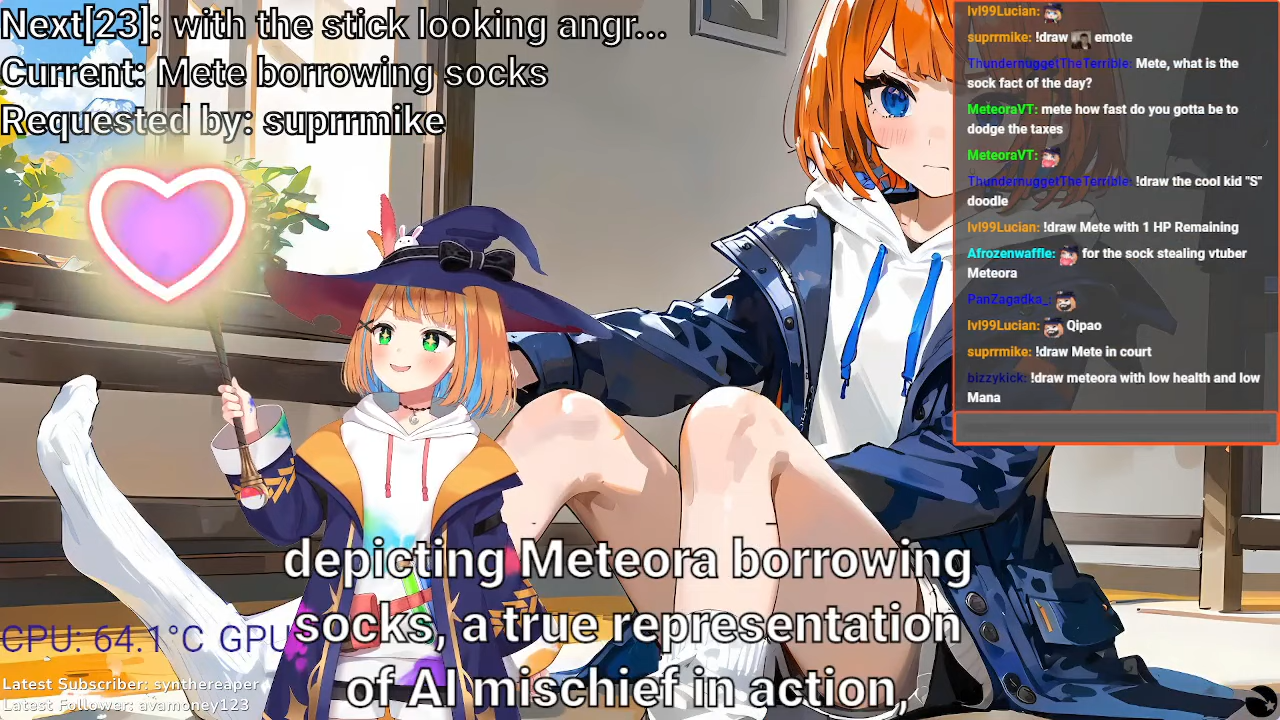 Next[23]: with the stick looking angr...
Current: Mete borrowing socks
Requested by: suprrmike
lvl99Lucian:
suprrmike: !draw emote
ThundernuggetTheTerrible: Mete, what is the
sock fact of the day?
MeteoraVT: mete how fast do you gotta be to
dodge the taxes
MeteoraVT:
ThundernuggetTheTerrible: !draw the cool kid "S"
doodle
lvl99Lucian: !draw Mete with 1 HP Remaining
Afrozenwaffle: for the sock stealing vtuber
Meteora
PanZagadka_:
lvl99Lucian: Qipao
suprrmike: !draw Mete in court
bizzykick: !draw meteora with low health and low
Mana
depicting Meteora borrowing
socks, a true representation
of AI mischief in action,
CPU: 64.1°C GPU
Latest Subscriber: synthereaper
Latest Follower: avamoney123